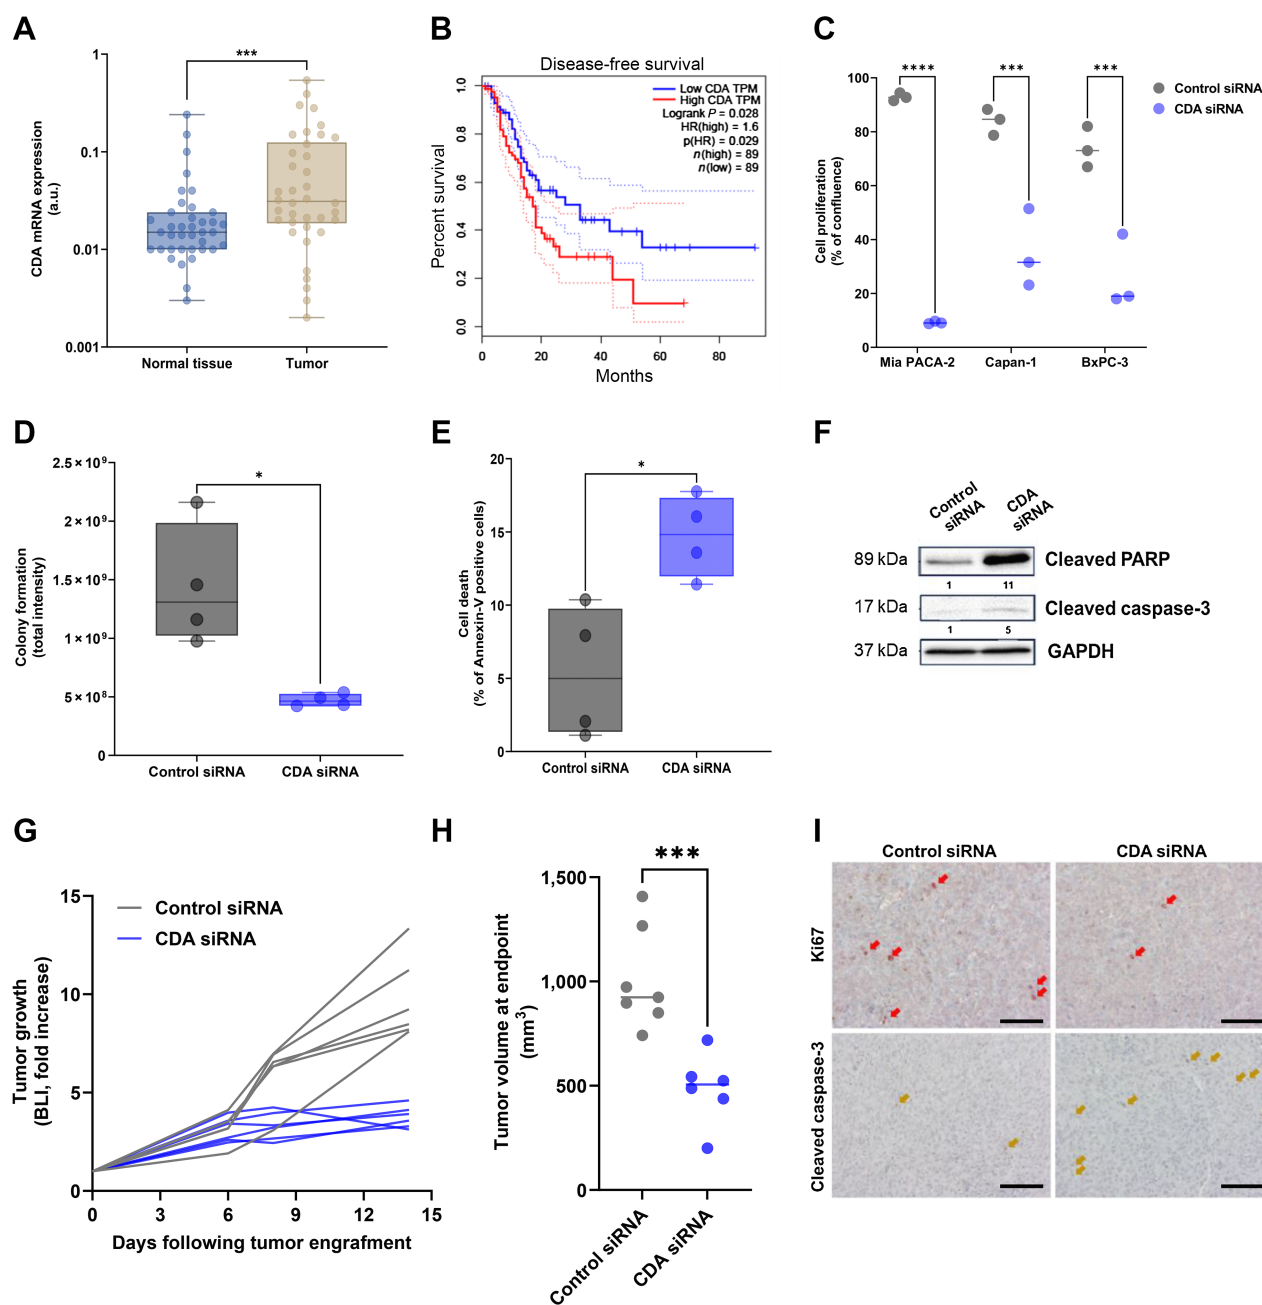 A
***
1
0.1
0.01
0.001
CDA mRNA expression
(a.u.)
Normal tissue
Tumor
B
Disease-free survival
Low CDA TPM
High CDA TPM
Logrank P = 0.028
HR(high) = 1.6
p(HR) = 0.029
n(high) = 89
n(low) = 89
1.0
0.8
0.6
0.4
0.2
0.0
Percent survival
0
20
40
60
80
Months
C
****
***
***
Control siRNA
CDA siRNA
100
80
60
40
20
0
Cell proliferation
(% of confluence)
Mia PACA-2
Capan-1
BxPC-3
D
*
2.5 × 10⁹
2 × 10⁹
1.5 × 10⁹
1 × 10⁹
5 × 10⁸
0
Colony formation
(total intensity)
Control siRNA
CDA siRNA
E
*
20
15
10
5
0
Cell death
(% of Annexin-V positive cells)
Control siRNA
CDA siRNA
F
Control
siRNA
CDA
siRNA
89 kDa
Cleaved PARP
1
11
17 kDa
Cleaved caspase-3
1
5
37 kDa
GAPDH
G
15
10
5
0
Control siRNA
CDA siRNA
Tumor growth
(BLI, fold increase)
0
3
6
9
12
15
Days following tumor engrafment
H
***
1,500
1,000
500
0
Tumor volume at endpoint
(mm³)
Control siRNA
CDA siRNA
I
Control siRNA
CDA siRNA
Ki67
Cleaved caspase-3